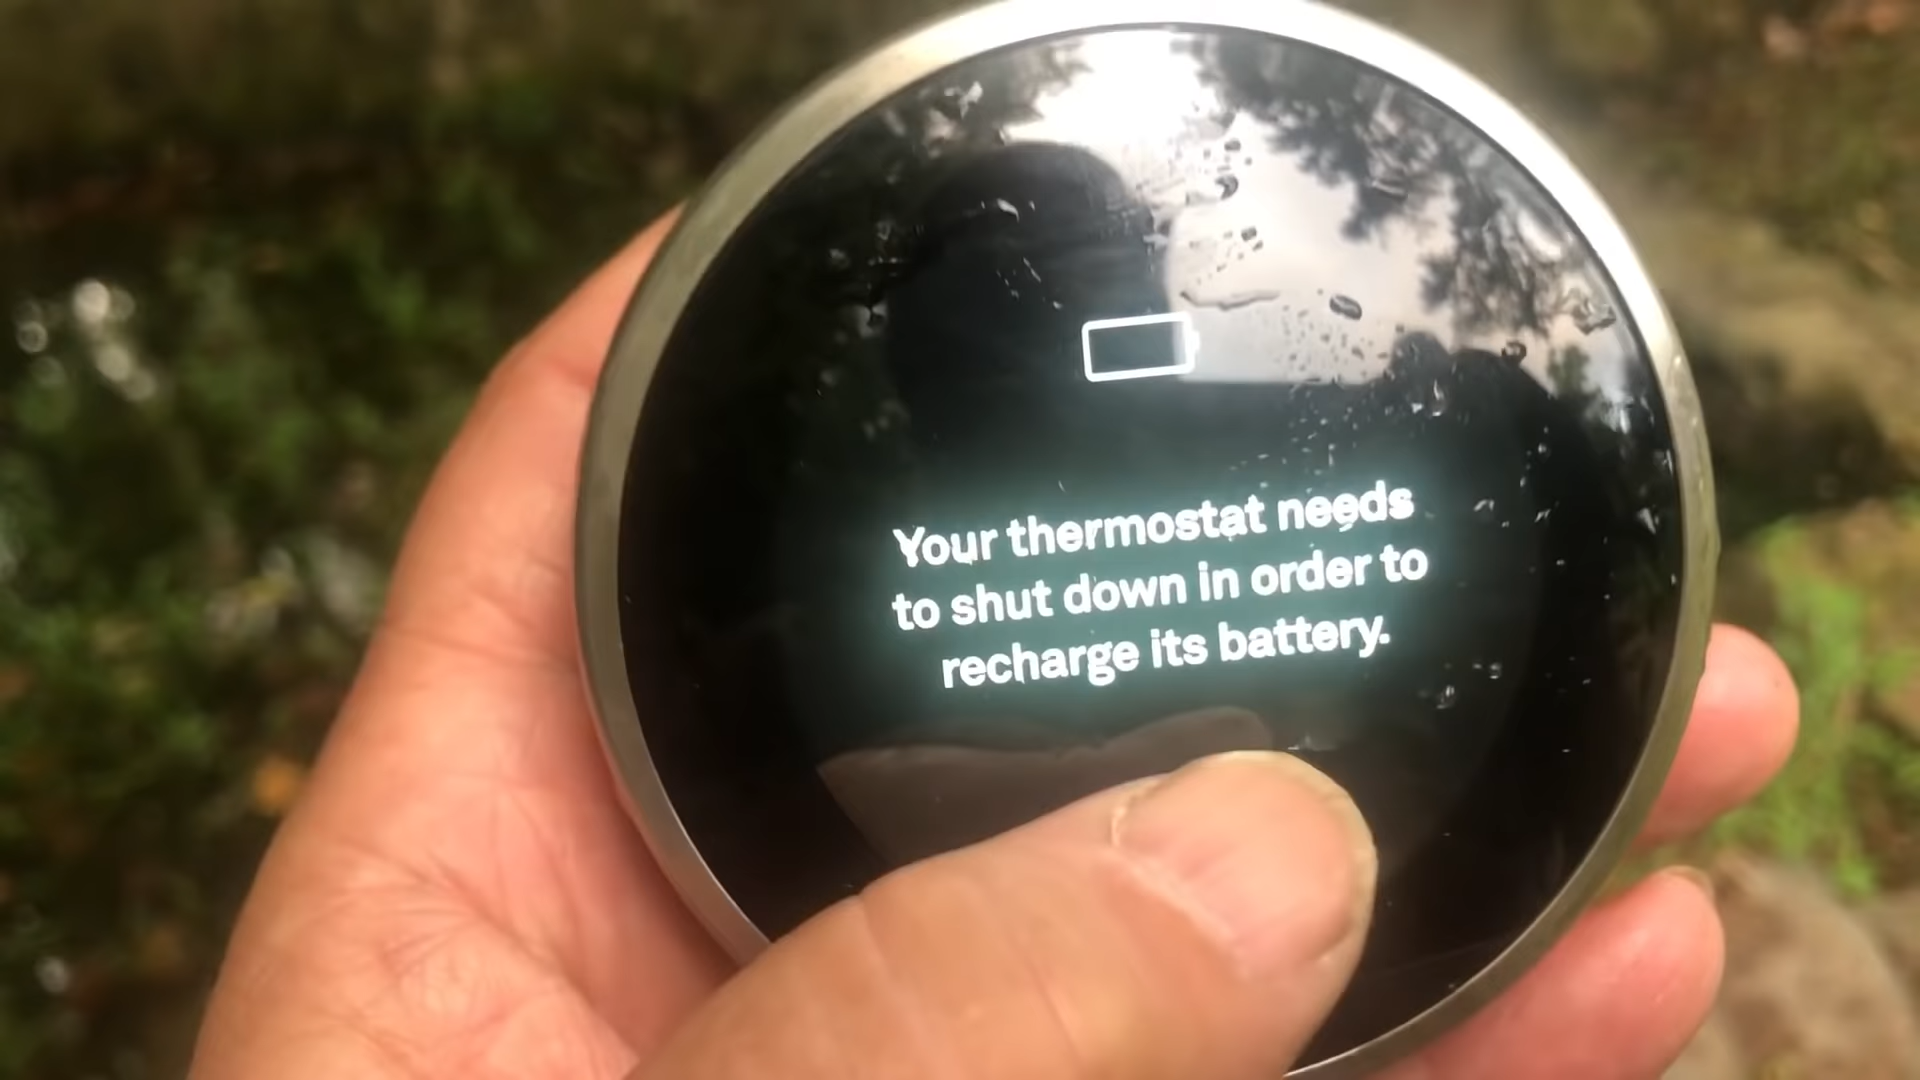 Your thermostat needs
to shut down in order to
recharge its battery.